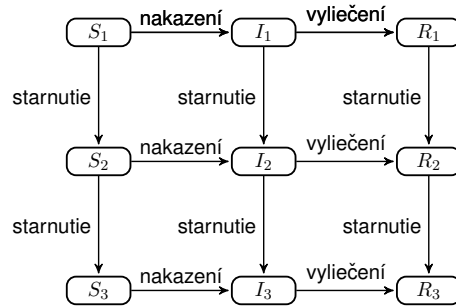 S1 nakazení I1 vyliečení R1
starnutie starnutie starnutie
S2 nakazení I2 vyliečení R2
starnutie starnutie starnutie
S3 nakazení I3 vyliečení R3